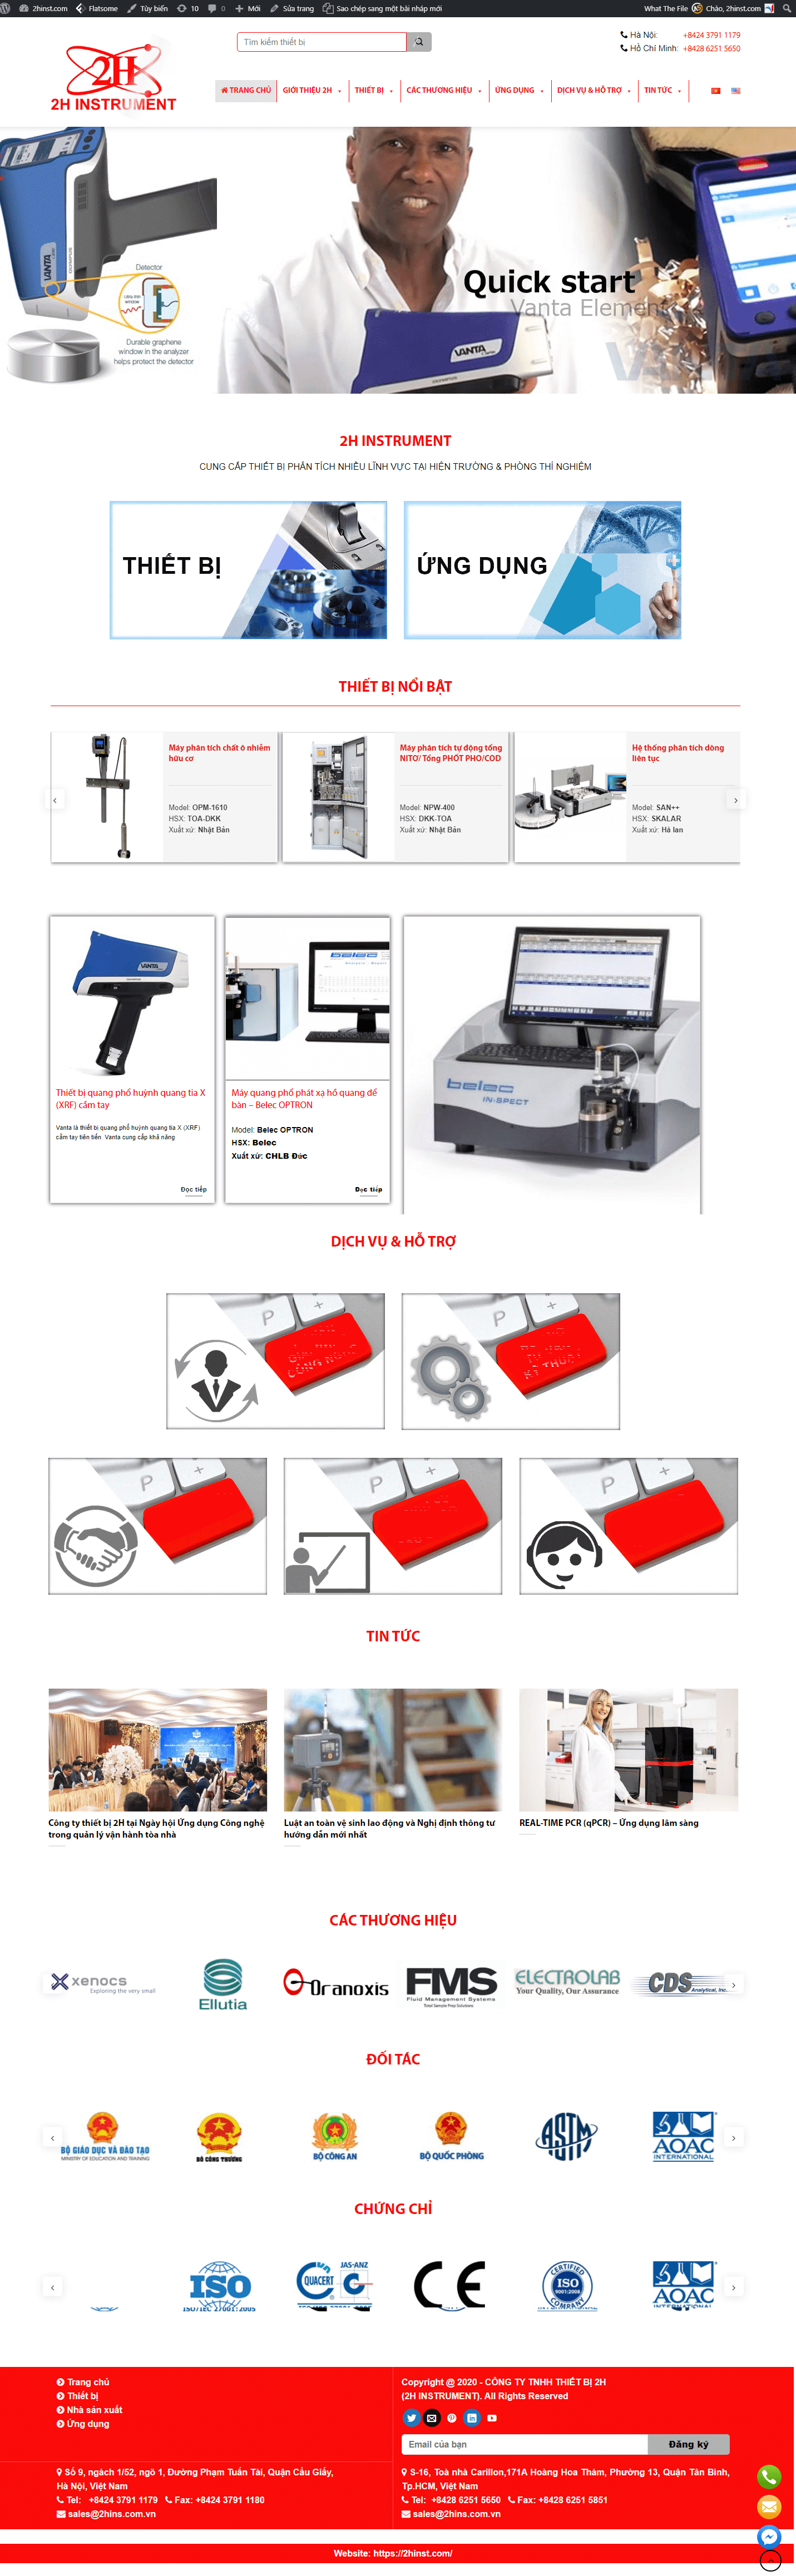 2hinst.com
Flatsome
Tùy biến
10
0
Mới
Sửa trang
Sao chép sang một bài nháp mới
What The File
Chào, 2hinst.com
2H
2H INSTRUMENT
Tìm kiếm thiết bị
Hà Nội: +8424 3791 1179
Hồ Chí Minh: +8428 6251 5650
TRANG CHỦ
GIỚI THIỆU 2H
THIẾT BỊ
CÁC THƯƠNG HIỆU
ỨNG DỤNG
DỊCH VỤ & HỖ TRỢ
TIN TỨC
Detector
Durable graphene
window in the analyzer
helps protect the detector
VANTA
OLYMPUS
Quick start
Vanta Element
2H INSTRUMENT
CUNG CẤP THIẾT BỊ PHÂN TÍCH NHIỀU LĨNH VỰC TẠI HIỆN TRƯỜNG & PHÒNG THÍ NGHIỆM
THIẾT BỊ
ỨNG DỤNG
THIẾT BỊ NỔI BẬT
Máy phân tích chất ô nhiễm
hữu cơ
Model: OPM-1610
HSX: TOA-DKK
Xuất xứ: Nhật Bản
Máy phân tích tự động tổng
NITO/ Tổng PHỐT PHO/COD
Model: NPW-400
HSX: DKK-TOA
Xuất xứ: Nhật Bản
Hệ thống phân tích dòng
liên tục
Model: SAN++
HSX: SKALAR
Xuất xứ: Hà lan
VANTA
Thiết bị quang phổ huỳnh quang tia X
(XRF) cầm tay
Vanta là thiết bị quang phổ huỳnh quang tia X (XRF)
cầm tay tiên tiến Vanta cung cấp khả năng
Đọc tiếp
belec
Máy quang phổ phát xạ hồ quang để
bàn – Belec OPTRON
Model: Belec OPTRON
HSX: Belec
Xuất xứ: CHLB Đức
Đọc tiếp
belec
IN-SPECT
DỊCH VỤ & HỖ TRỢ
P
P
P
P
P
TIN TỨC
Công ty thiết bị 2H tại Ngày hội Ứng dụng Công nghệ
trong quản lý vận hành tòa nhà
Luật an toàn vệ sinh lao động và Nghị định thông tư
hướng dẫn mới nhất
REAL-TIME PCR (qPCR) – Ứng dụng lâm sàng
CÁC THƯƠNG HIỆU
xenocs
Exploring the very small
Ellutia
Oranoxis
FMS
Fluid Management Systems
Total Sample Prep Solutions.
ELECTROLAB
Your Quality, Our Assurance
CDS
Analytical, Inc.
ĐỐI TÁC
BỘ GIÁO DỤC VÀ ĐÀO TẠO
MINISTRY OF EDUCATION AND TRAINING
BỘ CÔNG THƯƠNG
BỘ CÔNG AN
BỘ QUỐC PHÒNG
ASTM
AOAC
INTERNATIONAL
CHỨNG CHỈ
ISO
ISO/IEC 27001:2005
QUACERT
JAS-ANZ
CE
CERTIFIED
ISO
9001:2008
COMPANY
AOAC
INTERNATIONAL
Trang chủ
Thiết bị
Nhà sản xuất
Ứng dụng
Copyright @ 2020 - CÔNG TY TNHH THIẾT BỊ 2H
(2H INSTRUMENT). All Rights Reserved
Email của bạn
Đăng ký
Số 9, ngách 1/52, ngõ 1, Đường Phạm Tuấn Tài, Quận Cầu Giấy,
Hà Nội, Việt Nam
Tel: +8424 3791 1179 Fax: +8424 3791 1180
sales@2hins.com.vn
S-16, Toà nhà Carillon,171A Hoàng Hoa Thám, Phường 13, Quận Tân Bình,
Tp.HCM, Việt Nam
Tel: +8428 6251 5650 Fax: +8428 6251 5851
sales@2hins.com.vn
Website: https://2hinst.com/